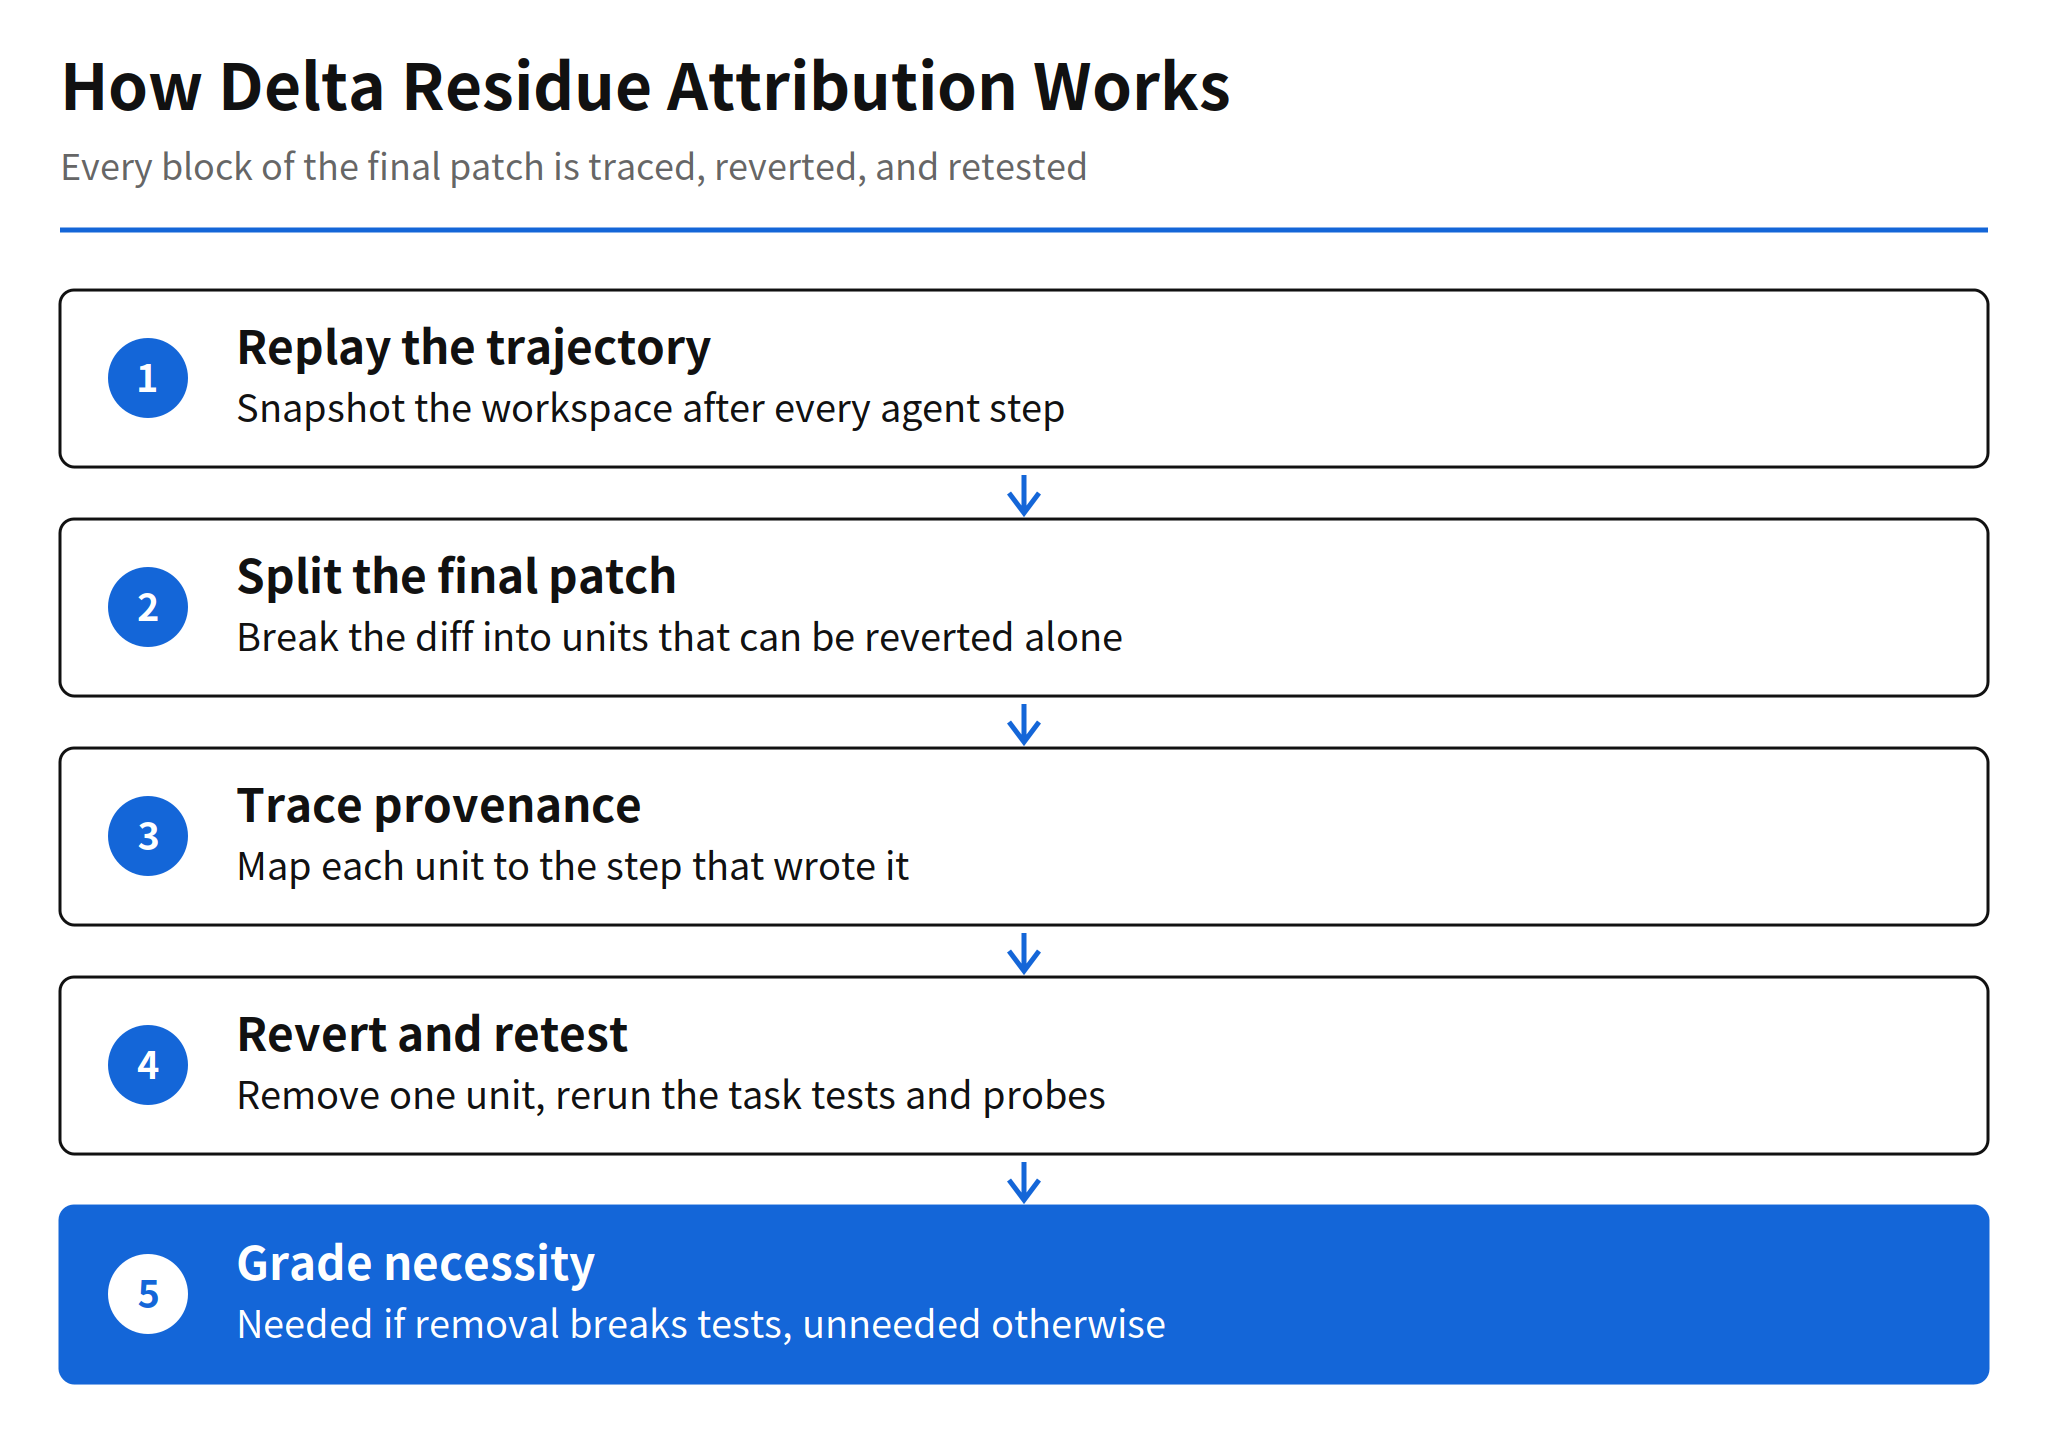 How Delta Residue Attribution Works
Every block of the final patch is traced, reverted, and retested
1
Replay the trajectory
Snapshot the workspace after every agent step
2
Split the final patch
Break the diff into units that can be reverted alone
3
Trace provenance
Map each unit to the step that wrote it
4
Revert and retest
Remove one unit, rerun the task tests and probes
5
Grade necessity
Needed if removal breaks tests, unneeded otherwise